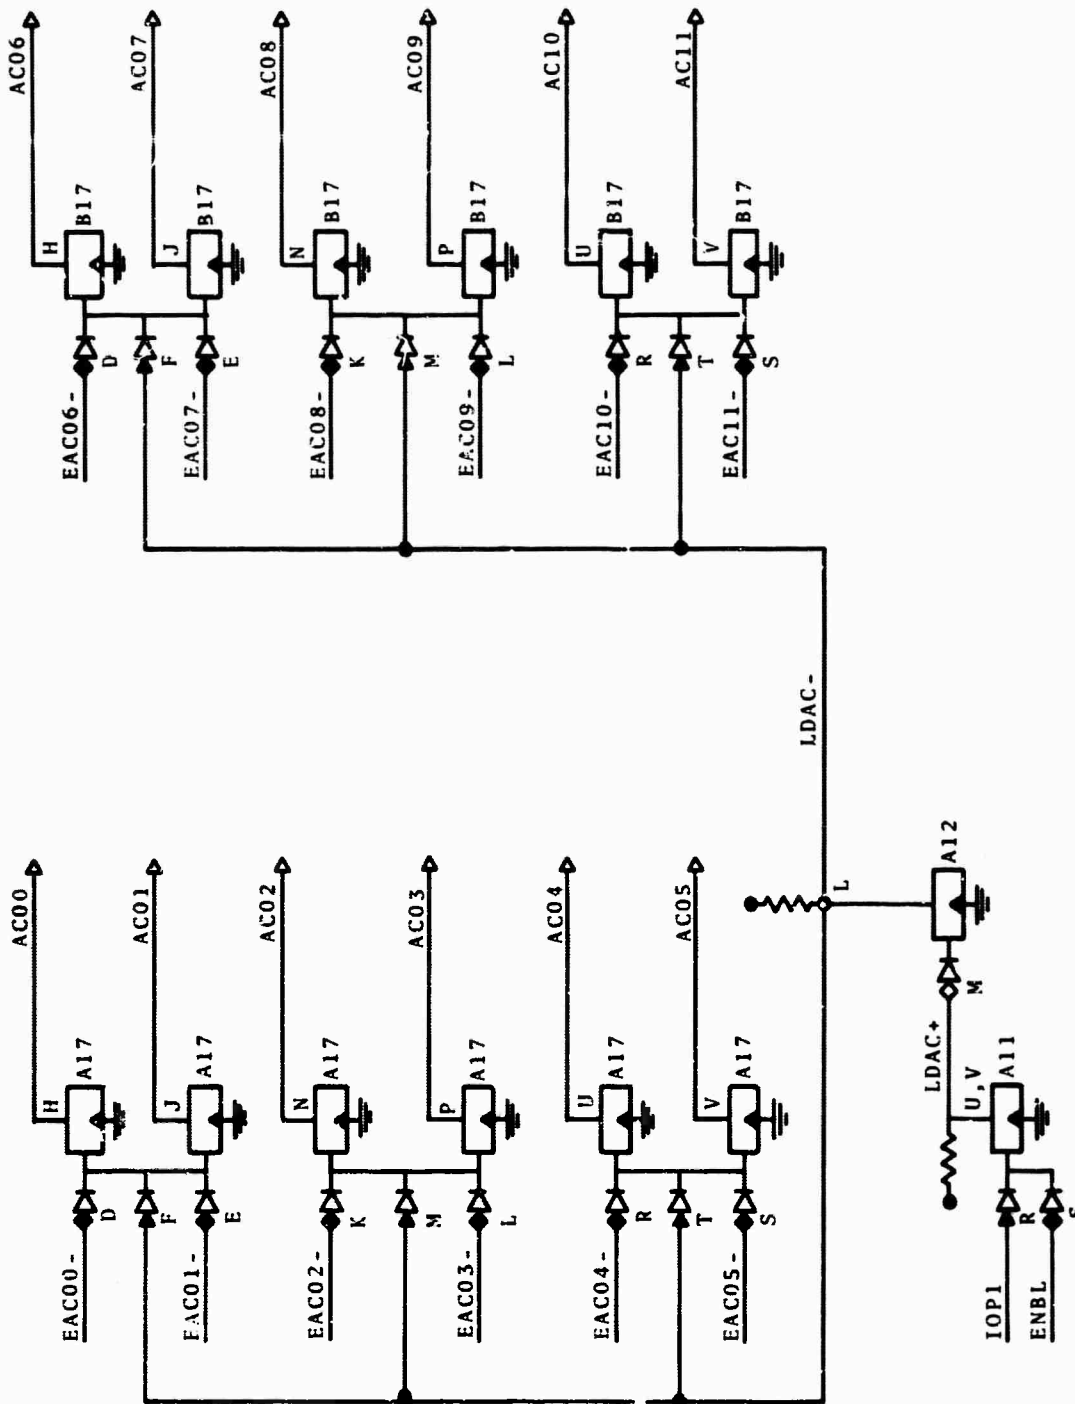 AC00
H
A17
EAC00-
D
F
AC01
J
A17
EAC01-
E
AC02
N
A17
EAC02-
K
M
AC03
P
A17
EAC03-
L
AC04
U
A17
EAC04-
R
T
AC05
V
A17
EAC05-
S
AC06
H
B17
EAC06-
D
F
AC07
J
B17
EAC07-
E
AC08
N
B17
EAC08-
K
M
AC09
P
B17
EAC09-
L
AC10
U
B17
EAC10-
R
T
AC11
V
B17
EAC11-
S
LDAC-
L
A12
M
LDAC+
U,V
A11
IOP1
R
ENBL
S